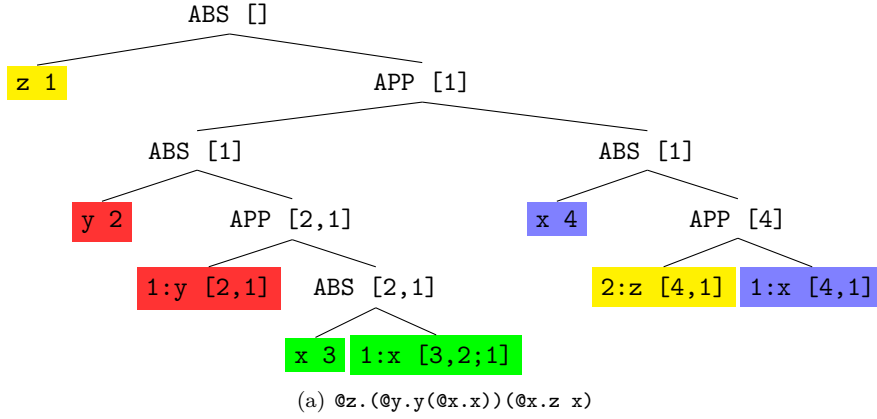 ABS []
z 1 APP [1]
ABS [1] ABS [1]
y 2 APP [2,1] x 4 APP [4]
1:y [2,1] ABS [2,1] 2:z [4,1] 1:x [4,1]
x 3 1:x [3,2;1]
(a) @z.(@y.y(@x.x))(@x.z x)